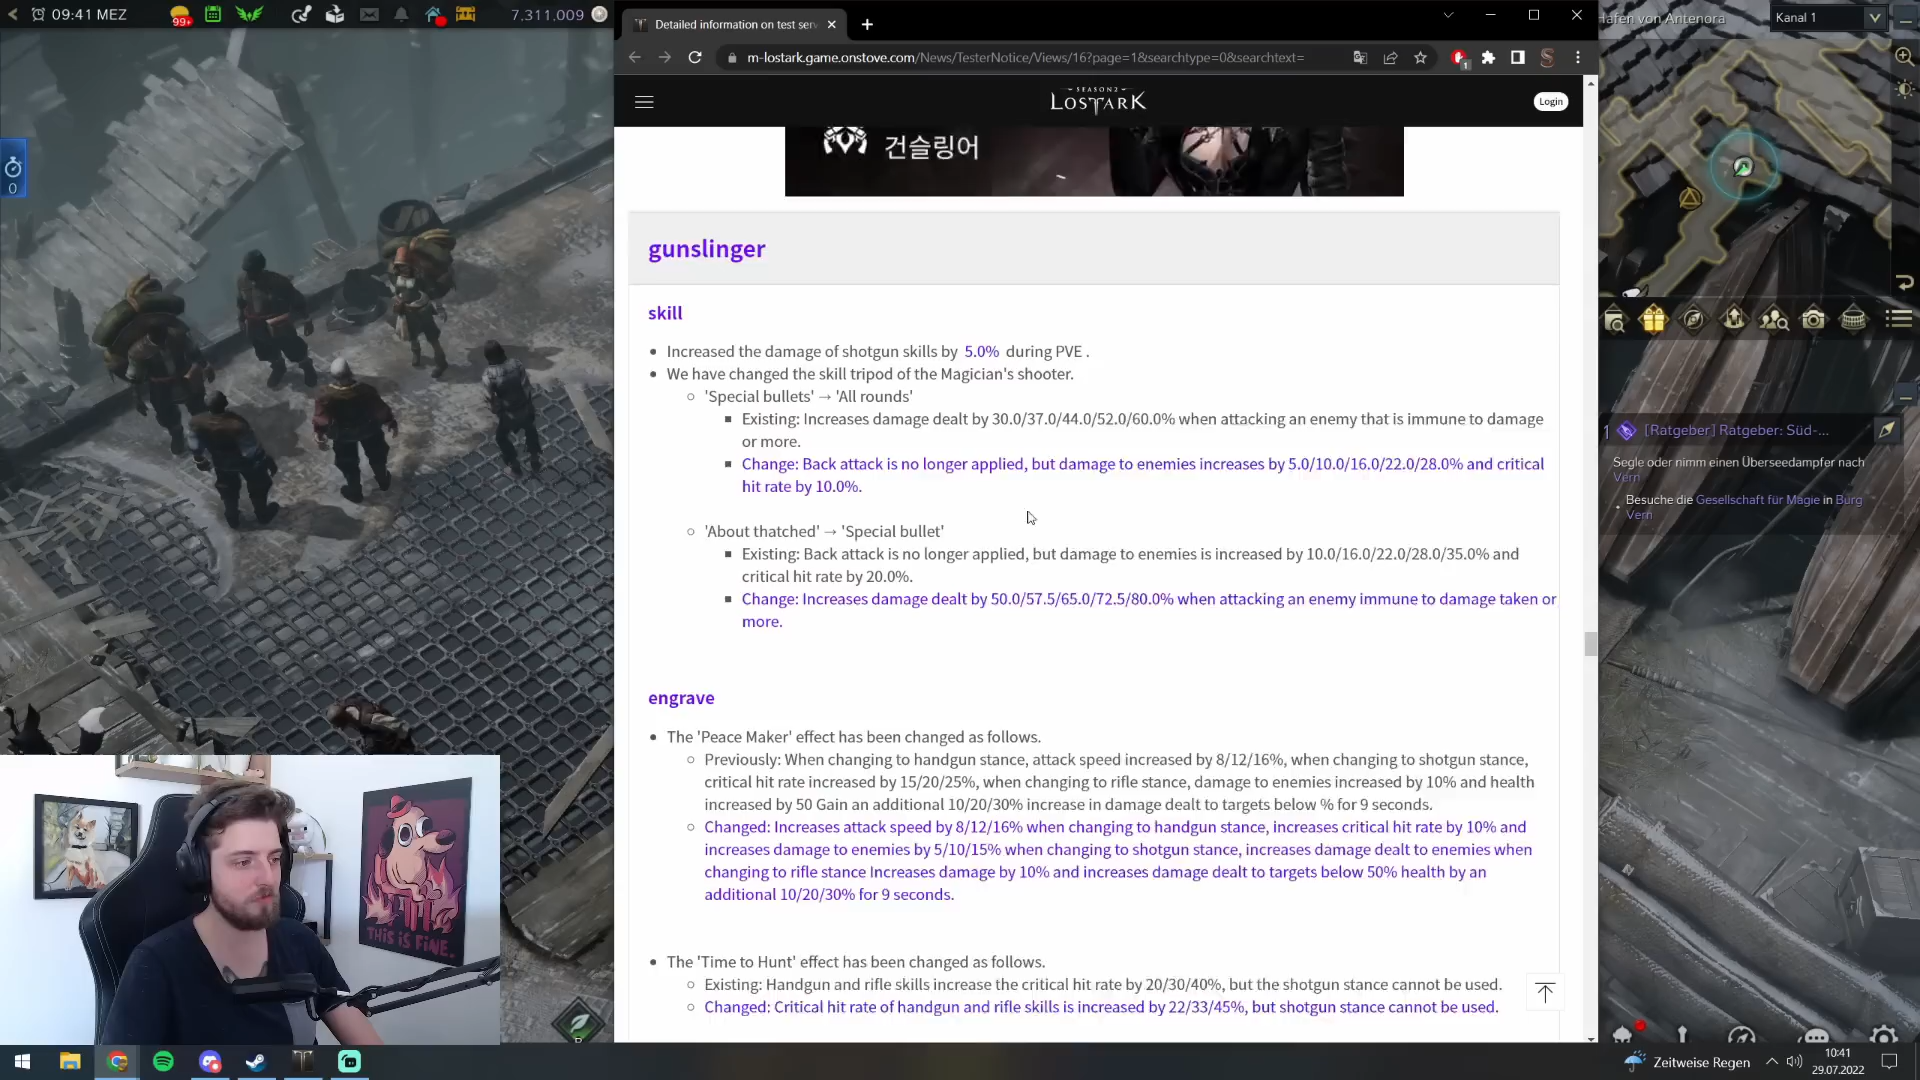 09:41 MEZ
99+
7.311.009
0
Detailed information on test serv
m-lostark.game.onstove.com/News/TesterNotice/Views/16?page=1&searchtype=0&searchtext=
1
SEASON2
LOSTARK
Login
건슬링어
gunslinger
skill
Increased the damage of shotgun skills by 5.0% during PVE .
We have changed the skill tripod of the Magician's shooter.
'Special bullets' → 'All rounds'
Existing: Increases damage dealt by 30.0/37.0/44.0/52.0/60.0% when attacking an enemy that is immune to damage
or more.
Change: Back attack is no longer applied, but damage to enemies increases by 5.0/10.0/16.0/22.0/28.0% and critical
hit rate by 10.0%.
'About thatched' → 'Special bullet'
Existing: Back attack is no longer applied, but damage to enemies is increased by 10.0/16.0/22.0/28.0/35.0% and
critical hit rate by 20.0%.
Change: Increases damage dealt by 50.0/57.5/65.0/72.5/80.0% when attacking an enemy immune to damage taken or
more.
engrave
The 'Peace Maker' effect has been changed as follows.
Previously: When changing to handgun stance, attack speed increased by 8/12/16%, when changing to shotgun stance,
critical hit rate increased by 15/20/25%, when changing to rifle stance, damage to enemies increased by 10% and health
increased by 50 Gain an additional 10/20/30% increase in damage dealt to targets below % for 9 seconds.
Changed: Increases attack speed by 8/12/16% when changing to handgun stance, increases critical hit rate by 10% and
increases damage to enemies by 5/10/15% when changing to shotgun stance, increases damage dealt to enemies when
changing to rifle stance Increases damage by 10% and increases damage dealt to targets below 50% health by an
additional 10/20/30% for 9 seconds.
The 'Time to Hunt' effect has been changed as follows.
Existing: Handgun and rifle skills increase the critical hit rate by 20/30/40%, but the shotgun stance cannot be used.
Changed: Critical hit rate of handgun and rifle skills is increased by 22/33/45%, but shotgun stance cannot be used.
Hafen von Antenora
Kanal 1
1 [Ratgeber] Ratgeber: Süd-...
Segle oder nimm einen Überseedampfer nach
Vern
Besuche die Gesellschaft für Magie in Burg
Vern
THIS IS FINE.
Zeitweise Regen
10:41
29.07.2022